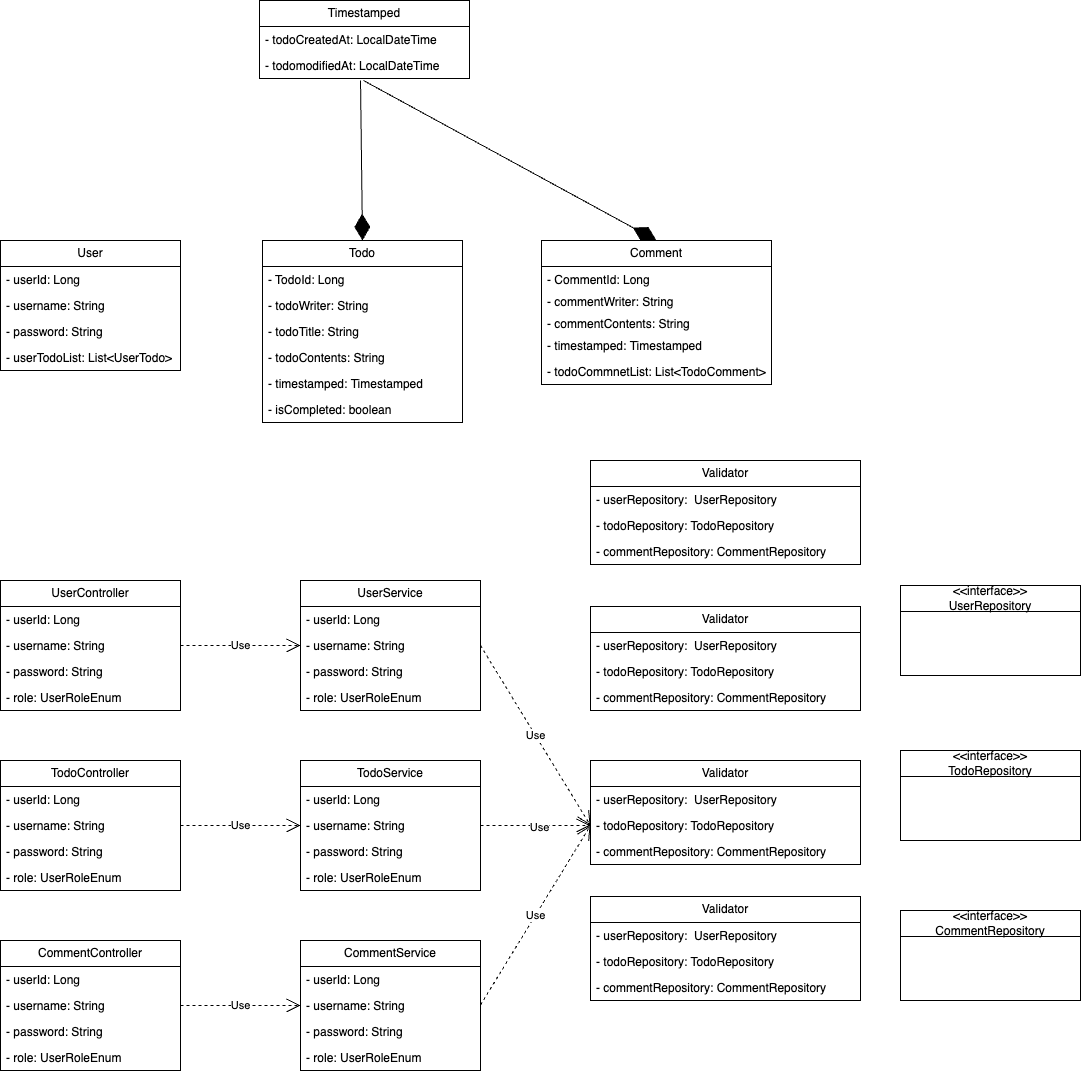 Timestamped
- todoCreatedAt: LocalDateTime
- todomodifiedAt: LocalDateTime
User
- userId: Long
- username: String
- password: String
- userTodoList: List<UserTodo>
Todo
- TodoId: Long
- todoWriter: String
- todoTitle: String
- todoContents: String
- timestamped: Timestamped
- isCompleted: boolean
Comment
- CommentId: Long
- commentWriter: String
- commentContents: String
- timestamped: Timestamped
- todoCommnetList: List<TodoComment>
Validator
- userRepository:  UserRepository
- todoRepository: TodoRepository
- commentRepository: CommentRepository
UserController
- userId: Long
- username: String
- password: String
- role: UserRoleEnum
Use
UserService
- userId: Long
- username: String
- password: String
- role: UserRoleEnum
Use
Validator
- userRepository:  UserRepository
- todoRepository: TodoRepository
- commentRepository: CommentRepository
<<interface>>
UserRepository
TodoController
- userId: Long
- username: String
- password: String
- role: UserRoleEnum
Use
TodoService
- userId: Long
- username: String
- password: String
- role: UserRoleEnum
Use
Validator
- userRepository:  UserRepository
- todoRepository: TodoRepository
- commentRepository: CommentRepository
<<interface>>
TodoRepository
CommentController
- userId: Long
- username: String
- password: String
- role: UserRoleEnum
Use
CommentService
- userId: Long
- username: String
- password: String
- role: UserRoleEnum
Use
Validator
- userRepository:  UserRepository
- todoRepository: TodoRepository
- commentRepository: CommentRepository
<<interface>>
CommentRepository